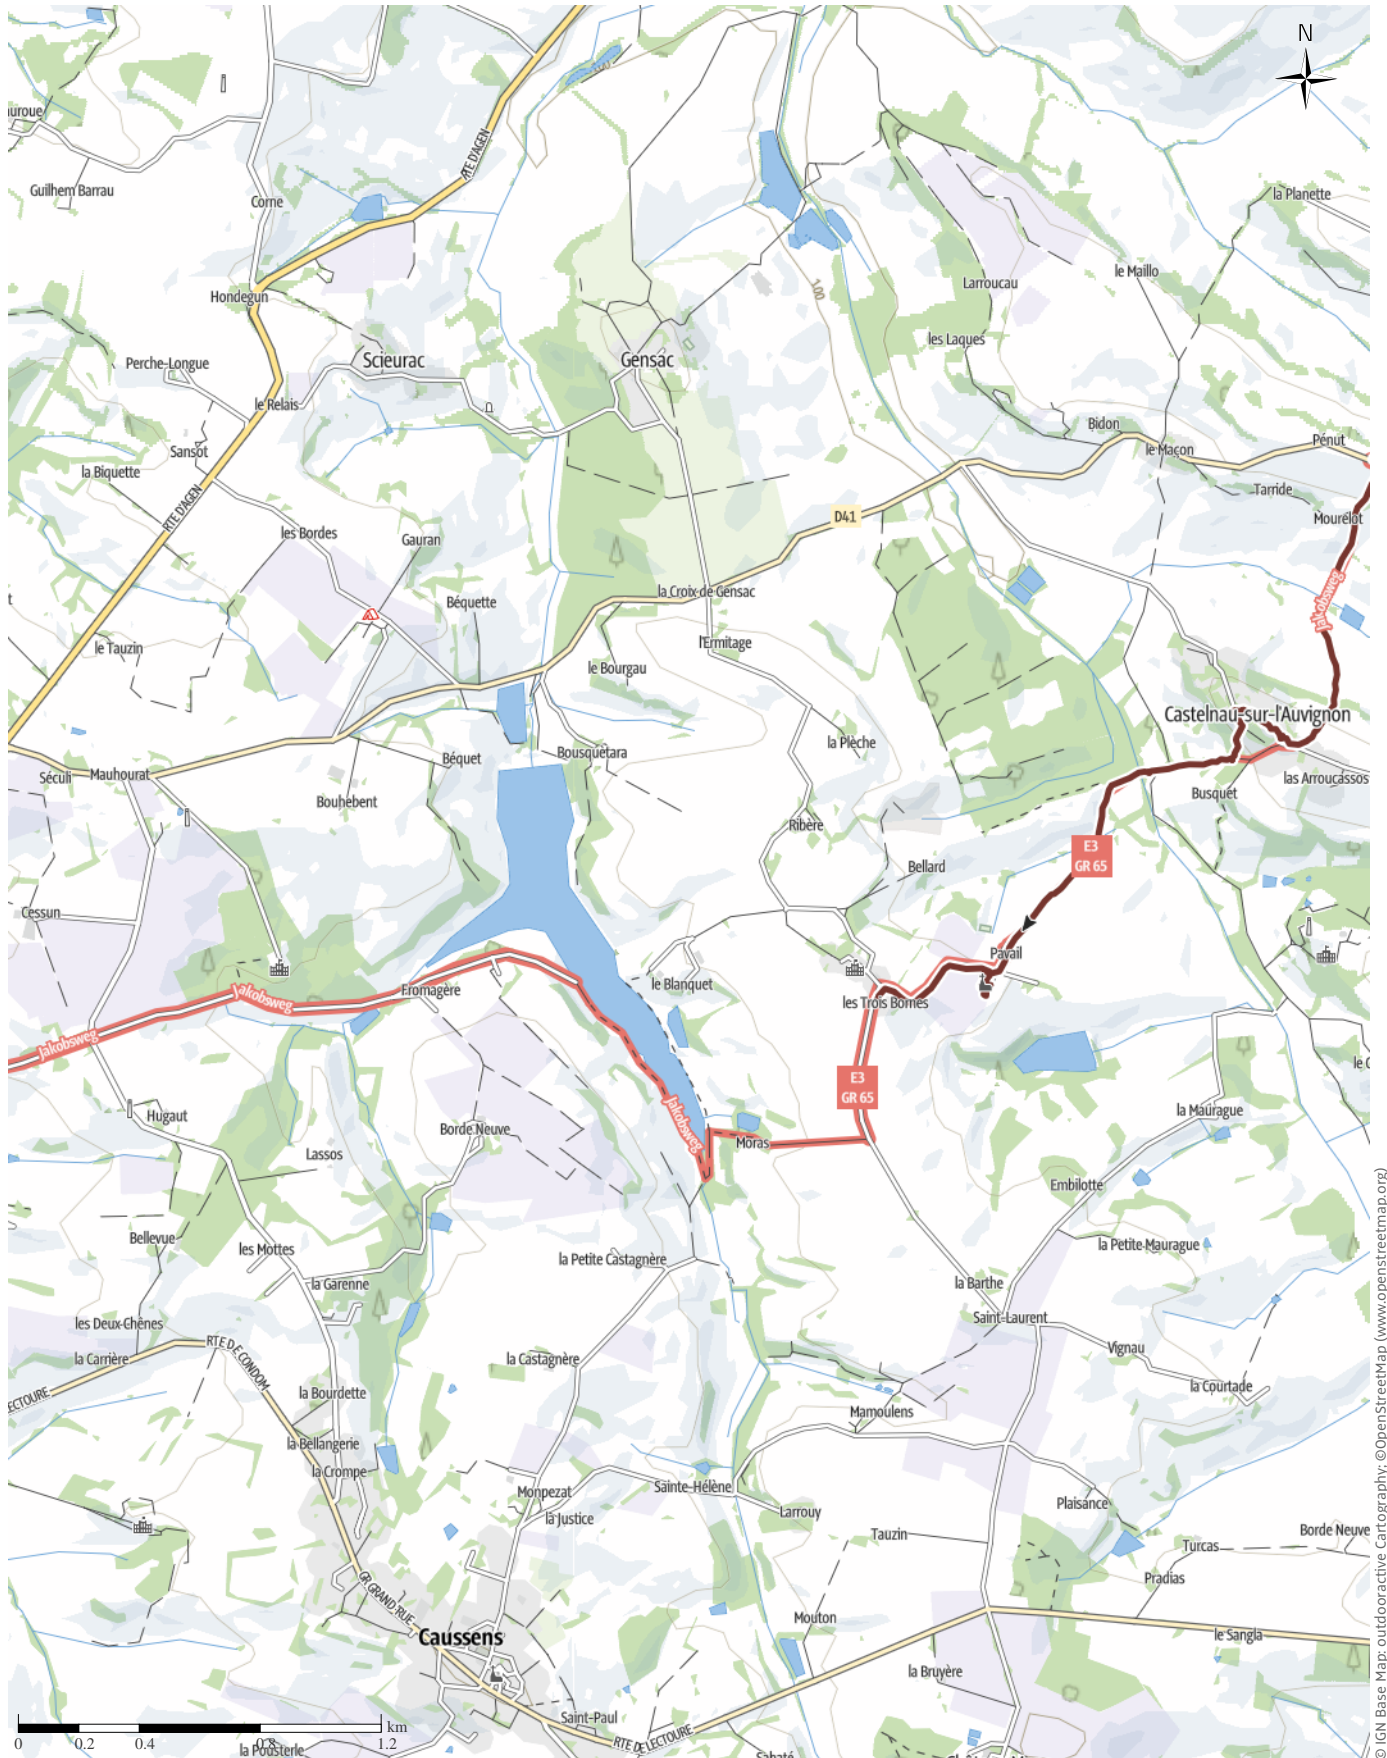 N
RTE D'AGEN
Guilhem Barrau
Corne
la Planette
le Maillo
Larroucau
Hondegun
100
les Laques
Scieurac
Gensac
Perche-Longue
le Relais
Bidon
Pénut
le Maçon
Sansot
la Biquette
Tarride
RTE D'AGEN
D41
Mourélot
les Bordes
Gauran
Jakobsweg
la Croix de Gensac
Béquette
l'Ermitage
le Tauzin
le Bourgau
Castelnau-sur-l'Auvignon
la Plèche
Bousquétara
Béquet
Séculi
Mauhourat
las Arroucassos
Busquet
Bouhebent
Ribère
E3
GR 65
Bellard
Cessun
Pavail
le Blanquet
Fromagère
Jakobsweg
les Trois Bornes
Jakobsweg
E3
GR 65
Hugaut
la Maurague
Jakobsweg
Borde Neuve
Moras
Lassos
Embilotte
Bellevue
les Mottes
la Petite Castagnère
la Petite Maurague
la Garenne
la Barthe
les Deux-Chênes
Saint-Laurent
RTE DE CONDOM
la Carrière
la Castagnère
Vignau
la Courtade
ECTOURE
la Bourdette
Mamoulens
la Bellangerie
la Crompe
Sainte-Hélène
Monpezat
Plaisance
Larrouy
la Justice
Tauzin
Borde Neuve
Turcas
Pradias
GR GRAND-RUE
Mouton
Caussens
le Sangla
la Bruyère
Saint-Paul
RTE DE LECTOURE
km
0 0.2 0.4 0.8 1.2
la Pousterle
© IGN Base Map: outdooractive Cartography; ©OpenStreetMap (www.openstreetmap.org)